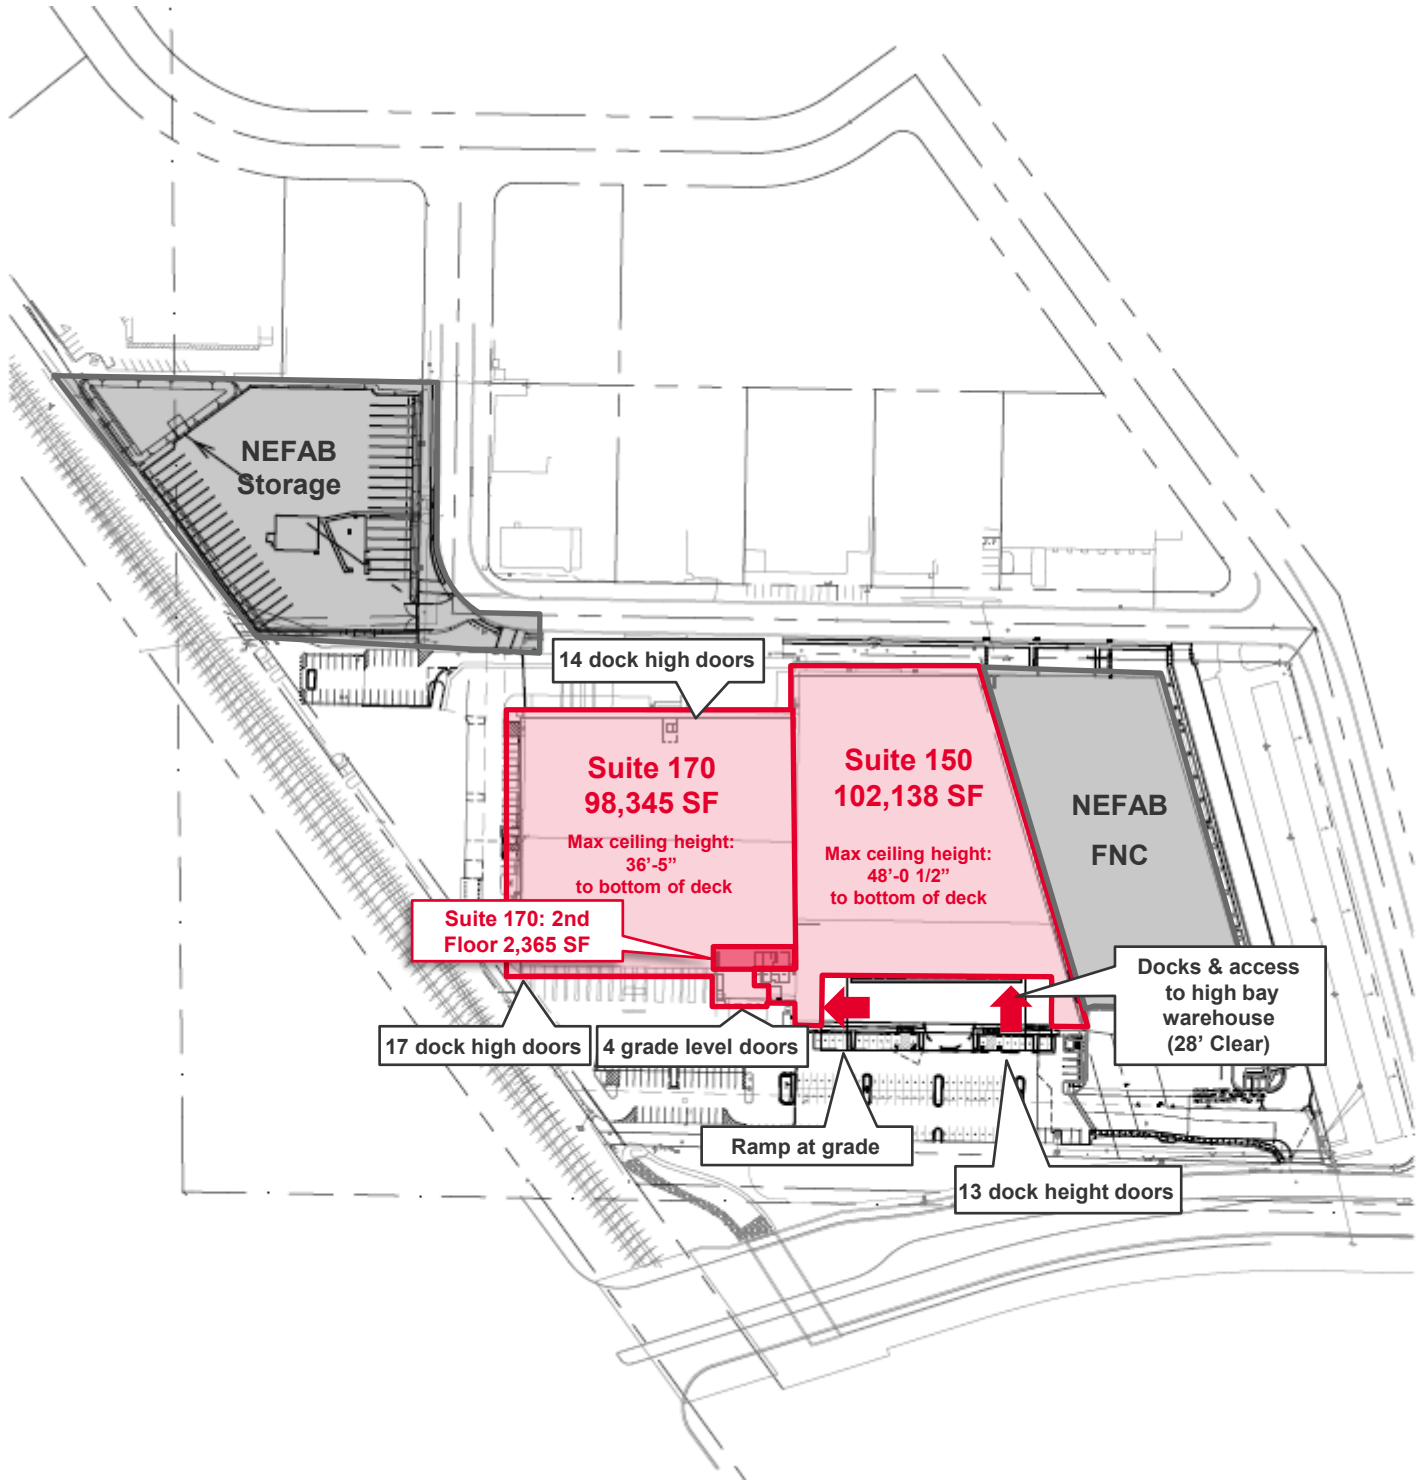 NEFAB
Storage
14 dock high doors
Suite 170
98,345 SF
Max ceiling height:
36’-5”
to bottom of deck
Suite 150
102,138 SF
Max ceiling height:
48’-0 1/2”
to bottom of deck
NEFAB
FNC
Suite 170: 2nd
Floor 2,365 SF
Docks & access
to high bay
warehouse
(28’ Clear)
17 dock high doors
4 grade level doors
Ramp at grade
13 dock height doors